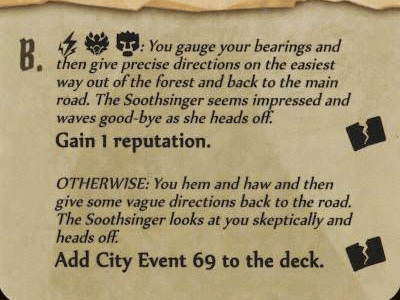 B. : You gauge your bearings and
then give precise directions on the easiest
way out of the forest and back to the main
road. The Soothsinger seems impressed and
waves good-bye as she heads off.
Gain 1 reputation.
OTHERWISE: You hem and haw and then
give some vague directions back to the road.
The Soothsinger looks at you skeptically and
heads off.
Add City Event 69 to the deck.